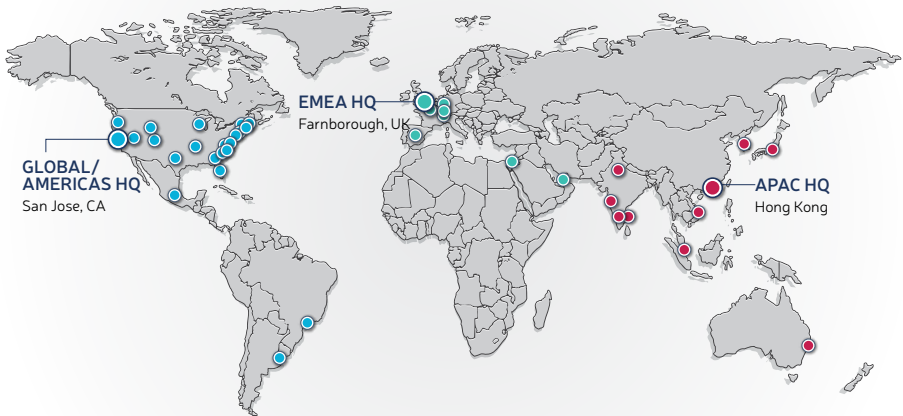 EMEA HQ
Farnborough, UK
GLOBAL/
AMERICAS HQ
San Jose, CA
APAC HQ
Hong Kong